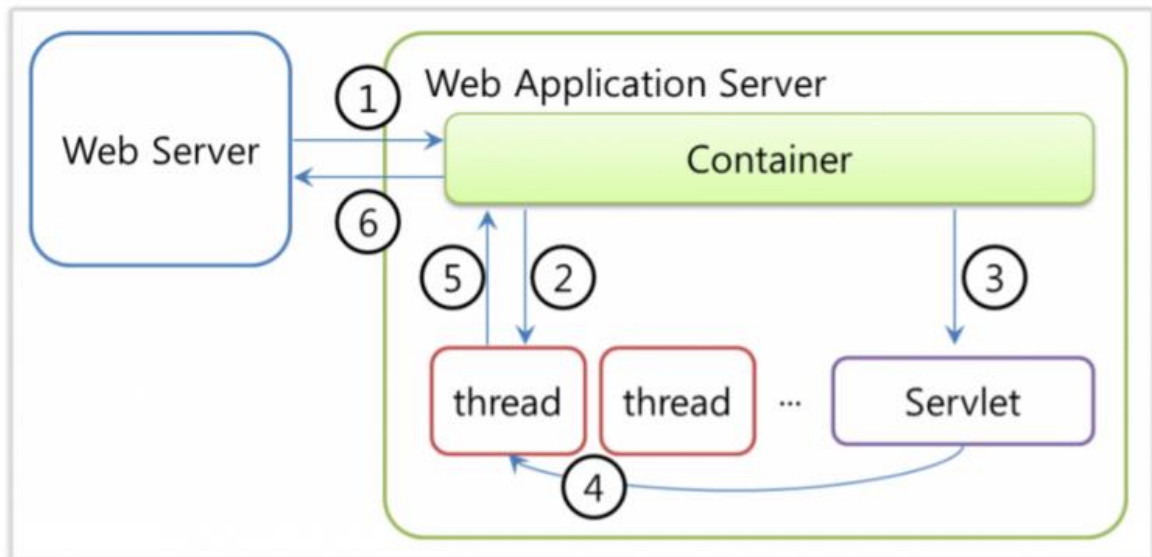 Web Application Server
Web Server
Container
1
6
5
2
3
thread
thread
...
Servlet
4